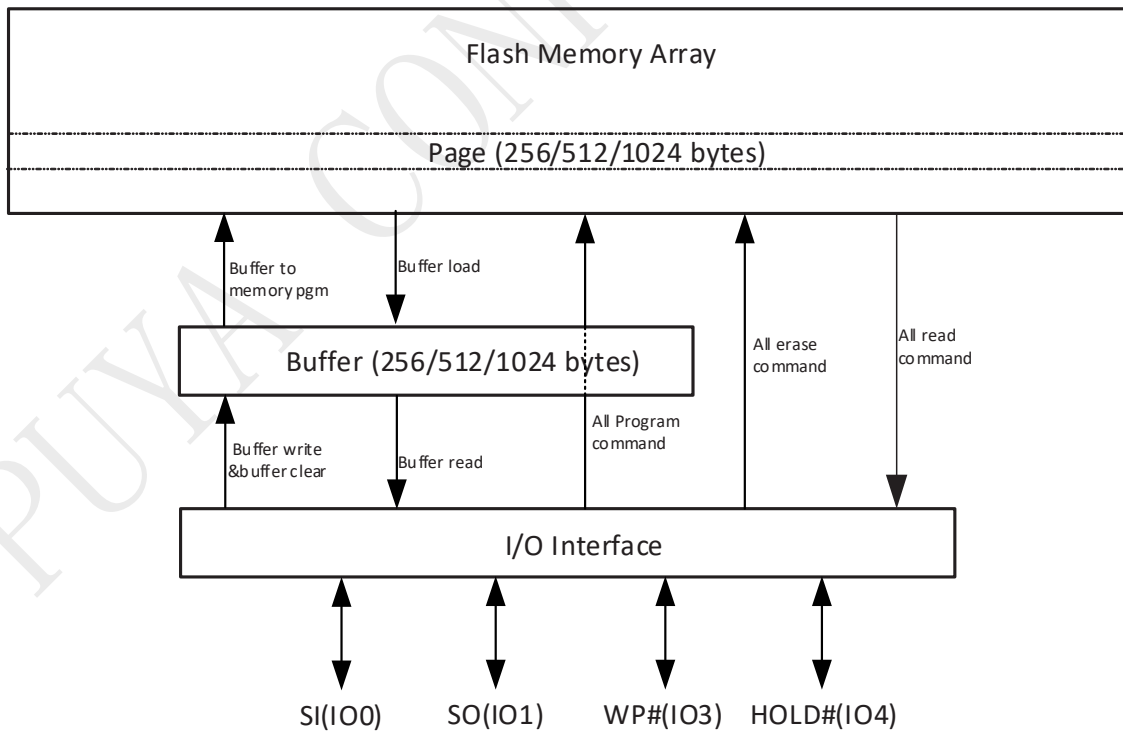 Flash Memory Array
Page (256/512/1024 bytes)
Buffer to
memory pgm
Buffer load
All erase
command
All read
command
Buffer (256/512/1024 bytes)
Buffer write
&buffer clear
Buffer read
All Program
command
I/O Interface
SI(IO0)
SO(IO1)
WP#(IO3)
HOLD#(IO4)
PUYA CON